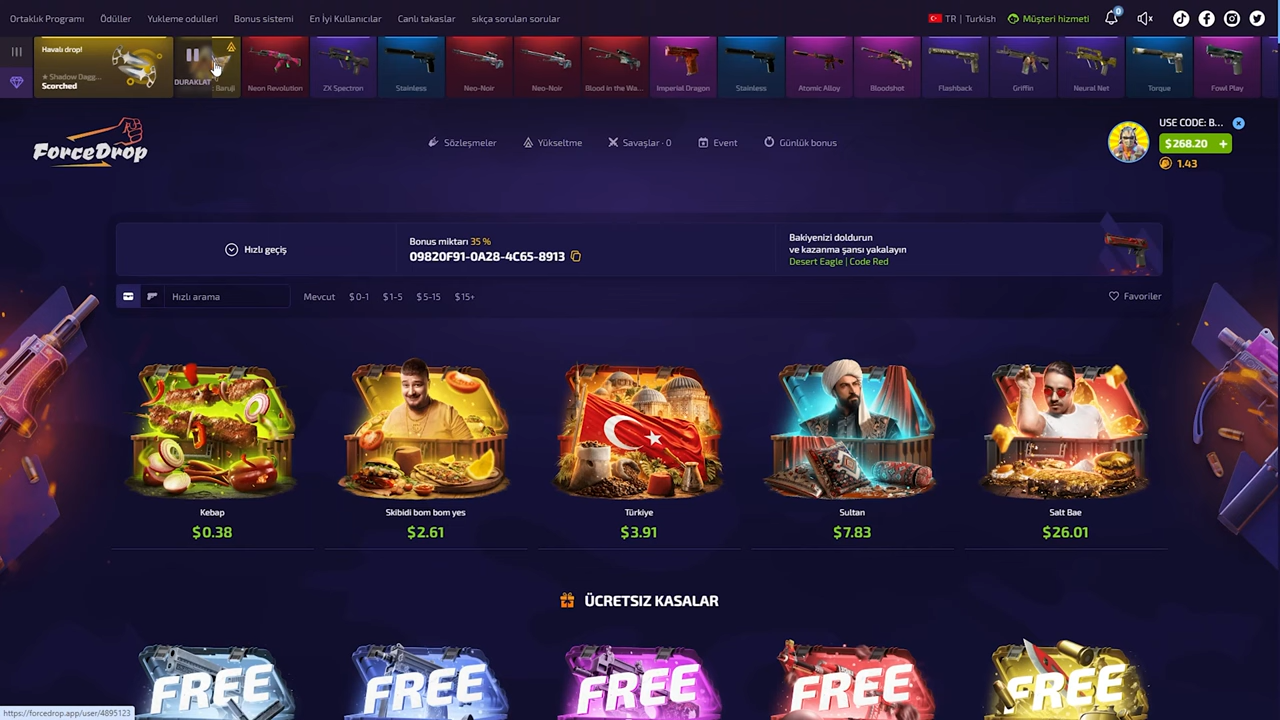 Ortaklık Programı Ödüller Yukleme odulleri Bonus sistemi En İyi Kullanıcılar Canlı takaslar sıkça sorulan sorular
TR | Turkish Müşteri hizmeti 0
Havalı drop!
★ Shadow Dagg...
Scorched
DURAKLAT
Neon Revolution
ZX Spectron
Stainless
Neo-Noir
Neo-Noir
Blood in the Wa...
Imperial Dragon
Stainless
Atomic Alloy
Bloodshot
Flashback
Griffin
Neural Net
Torque
Fowl Play
ForceDrop
Sözleşmeler Yükseltme Savaşlar · 0 Event Günlük bonus
USE CODE: B...
$268.20 +
1.43
Hızlı geçiş
Bonus miktarı 35 %
09820F91-0A28-4C65-8913
Bakiyenizi doldurun
ve kazanma şansı yakalayın
Desert Eagle | Code Red
Hızlı arama Mevcut $ 0-1 $ 1-5 $ 5-15 $ 15+ Favoriler
Kebap
$0.38
Skibidi bom bom yes
$2.61
Türkiye
$3.91
Sultan
$7.83
Salt Bae
$26.01
ÜCRETSIZ KASALAR
FREE FREE FREE FREE FREE
https://forcedrop.app/user/4895123